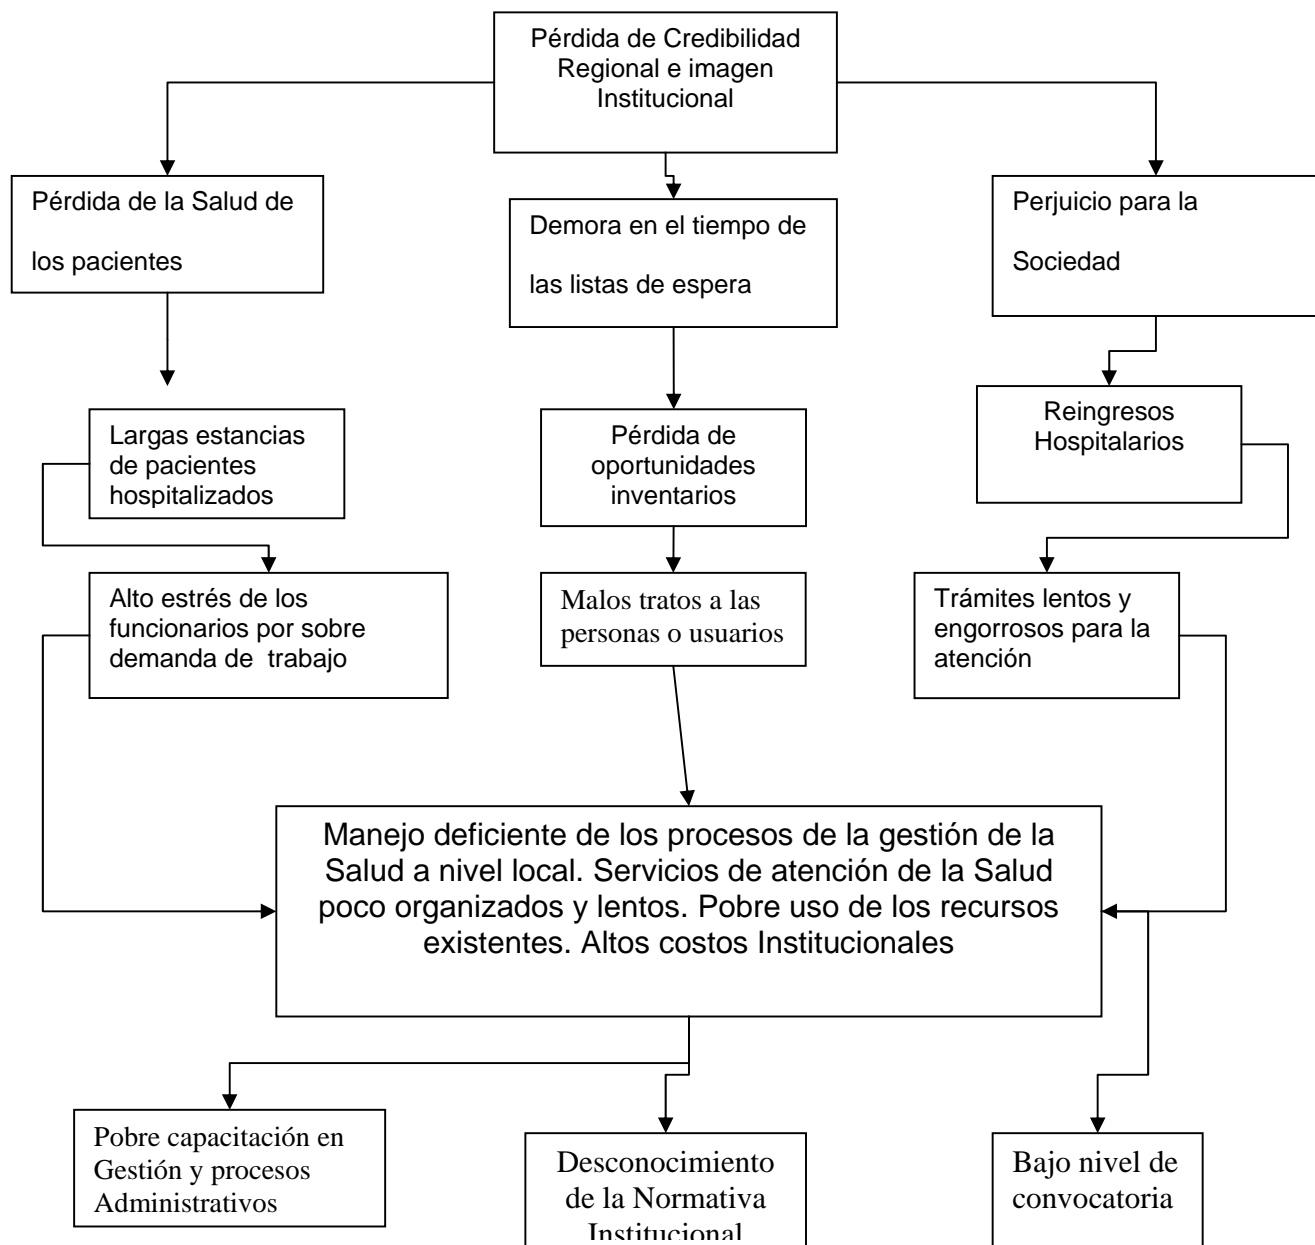 Pérdida de Credibilidad
Regional e imagen
Institucional
Pérdida de la Salud de
los pacientes
Demora en el tiempo de
las listas de espera
Perjuicio para la
Sociedad
Largas estancias
de pacientes
hospitalizados
Pérdida de
oportunidades
inventarios
Reingresos
Hospitalarios
Alto estrés de los
funcionarios por sobre
demanda de trabajo
Malos tratos a las
personas o usuarios
Trámites lentos y
engorrosos para la
atención
Manejo deficiente de los procesos de la gestión de la
Salud a nivel local. Servicios de atención de la Salud
poco organizados y lentos. Pobre uso de los recursos
existentes. Altos costos Institucionales
Pobre capacitación en
Gestión y procesos
Administrativos
Desconocimiento
de la Normativa
Institucional
Bajo nivel de
convocatoria